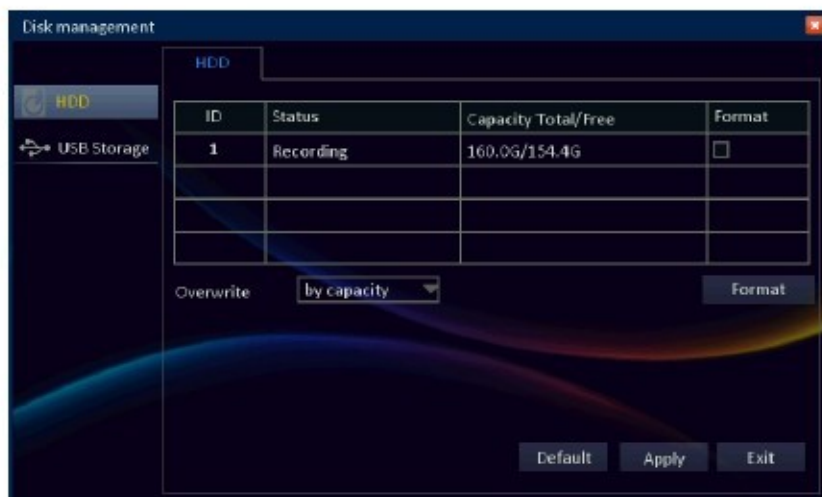 Disk management
HDD
HDD
USB Storage
ID Status Capacity Total/Free Format
1 Recording 160.0G/154.4G
Overwrite by capacity Format
Default Apply Exit